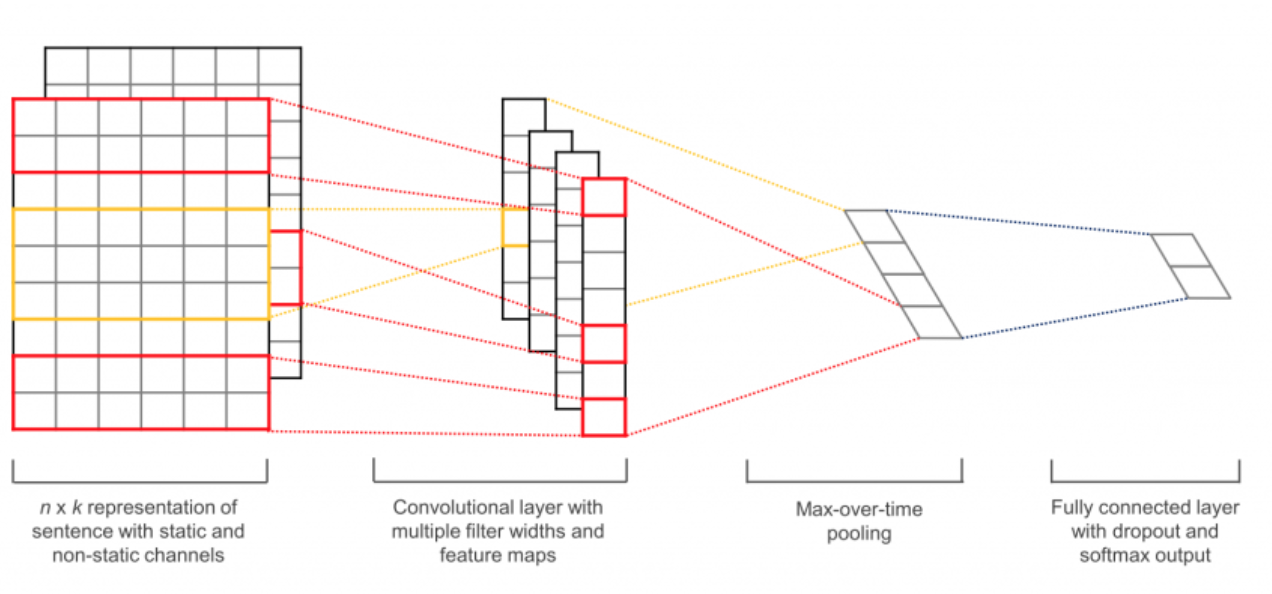 n x k representation of
sentence with static and
non-static channels
Convolutional layer with
multiple filter widths and
feature maps
Max-over-time
pooling
Fully connected layer
with dropout and
softmax output